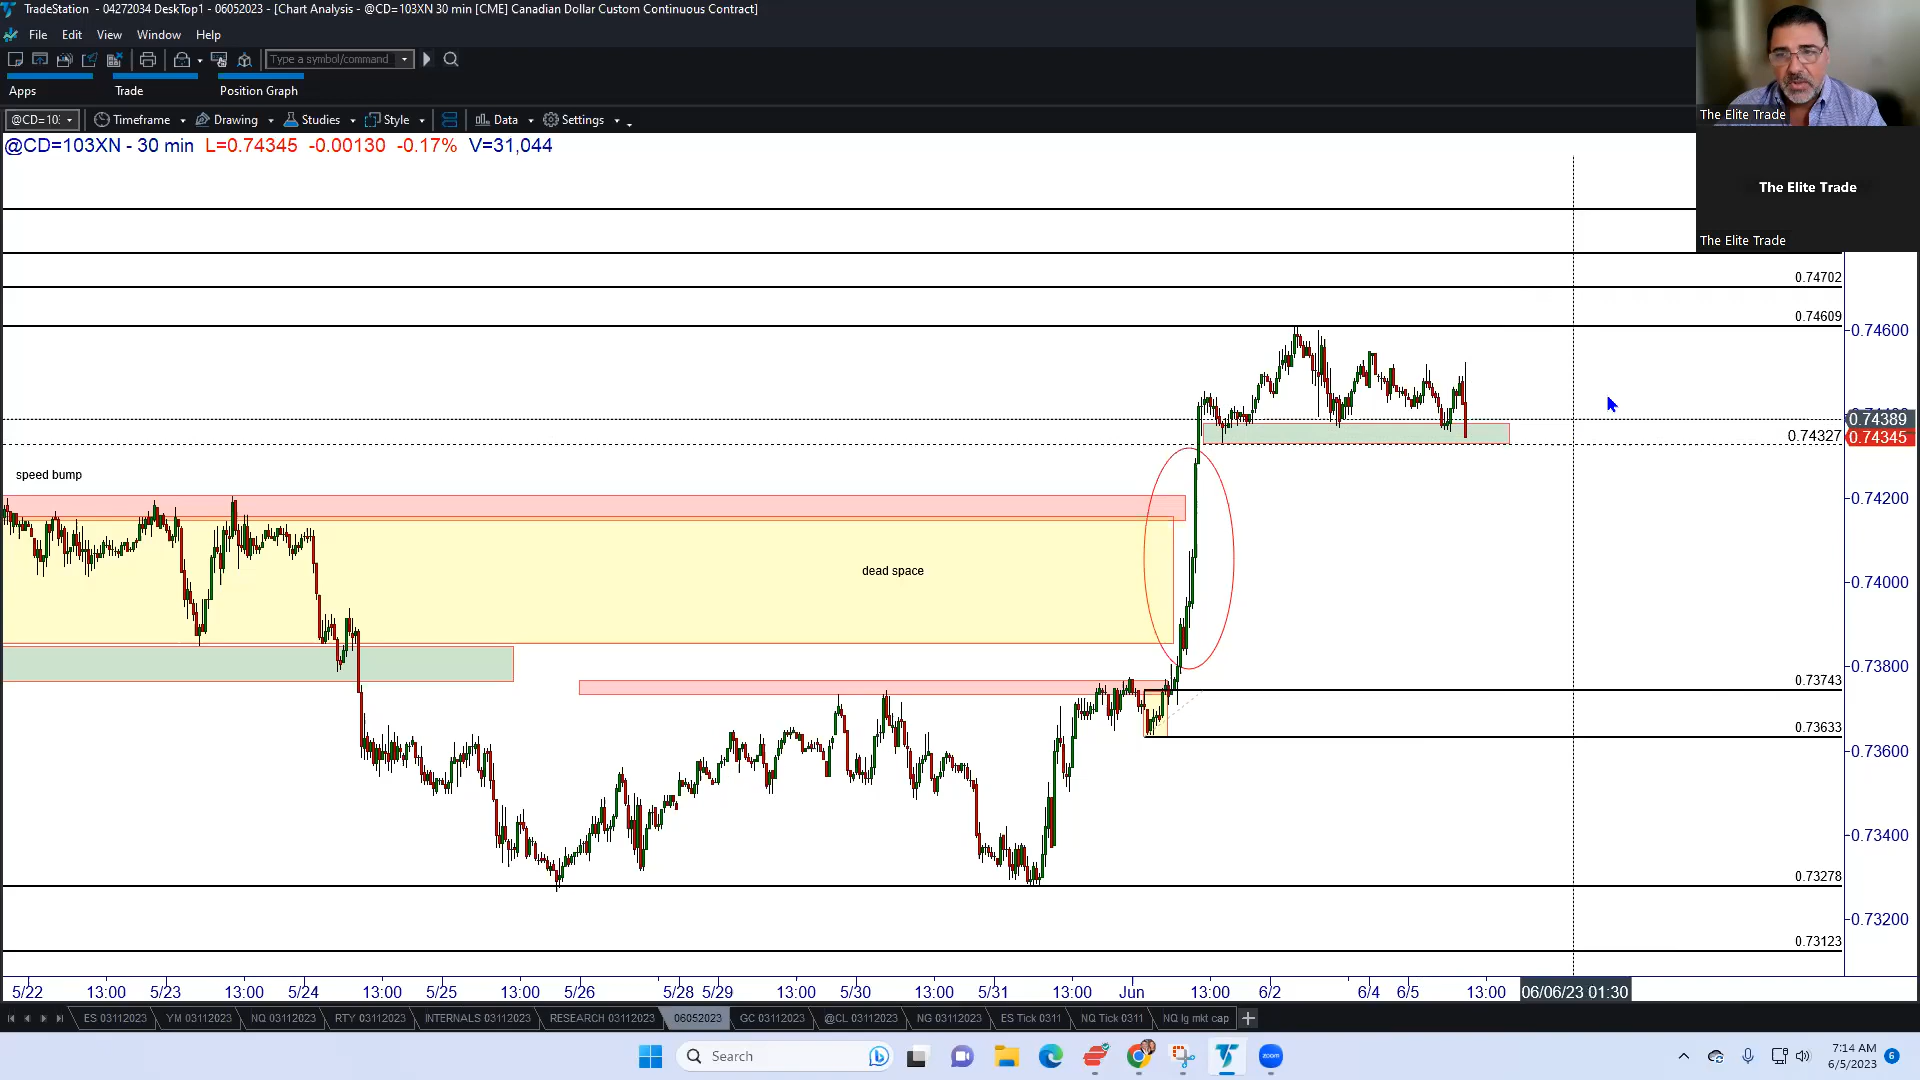 TradeStation - 04272034 DeskTop1 - 06052023 - [Chart Analysis - @CD=103XN 30 min [CME] Canadian Dollar Custom Continuous Contract]
File Edit View Window Help
Type a symbol/command
Apps Trade Position Graph
@CD=10: Timeframe Drawing Studies Style Data Settings
@CD=103XN - 30 min L=0.74345 -0.00130 -0.17% V=31,044
The Elite Trade
The Elite Trade
The Elite Trade
0.74702
0.74609
0.74600
0.74389
0.74327
0.74345
speed bump
0.74200
dead space
0.74000
0.73800
0.73743
0.73633
0.73600
0.73400
0.73278
0.73200
0.73123
5/22 13:00 5/23 13:00 5/24 13:00 5/25 13:00 5/26 5/28 5/29 13:00 5/30 13:00 5/31 13:00 Jun 13:00 6/2 6/4 6/5 13:00 06/06/23 01:30
ES 03112023 YM 03112023 NQ 03112023 RTY 03112023 INTERNALS 03112023 RESEARCH 03112023 06052023 GC 03112023 @CL 03112023 NG 03112023 ES Tick 0311 NQ Tick 0311 NQ lg mkt cap
Search
zoom
7:14 AM
6/5/2023
6